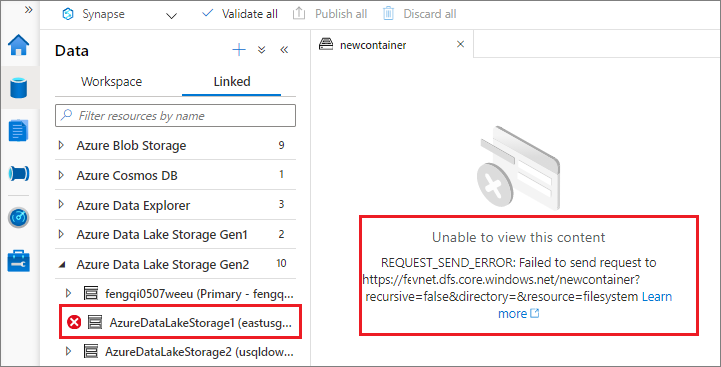 Synapse
Validate all
Publish all
Discard all
Data
Workspace
Linked
Filter resources by name
Azure Blob Storage 9
Azure Cosmos DB 1
Azure Data Explorer 3
Azure Data Lake Storage Gen1 2
Azure Data Lake Storage Gen2 10
fengqi0507weeu (Primary - fengq...
AzureDataLakeStorage1 (eastusg...
AzureDataLakeStorage2 (usqldow...
newcontainer
Unable to view this content
REQUEST_SEND_ERROR: Failed to send request to
https://fevnet.dfs.core.windows.net/newcontainer?
recursive=false&directory=&resource=filesystem Learn
more